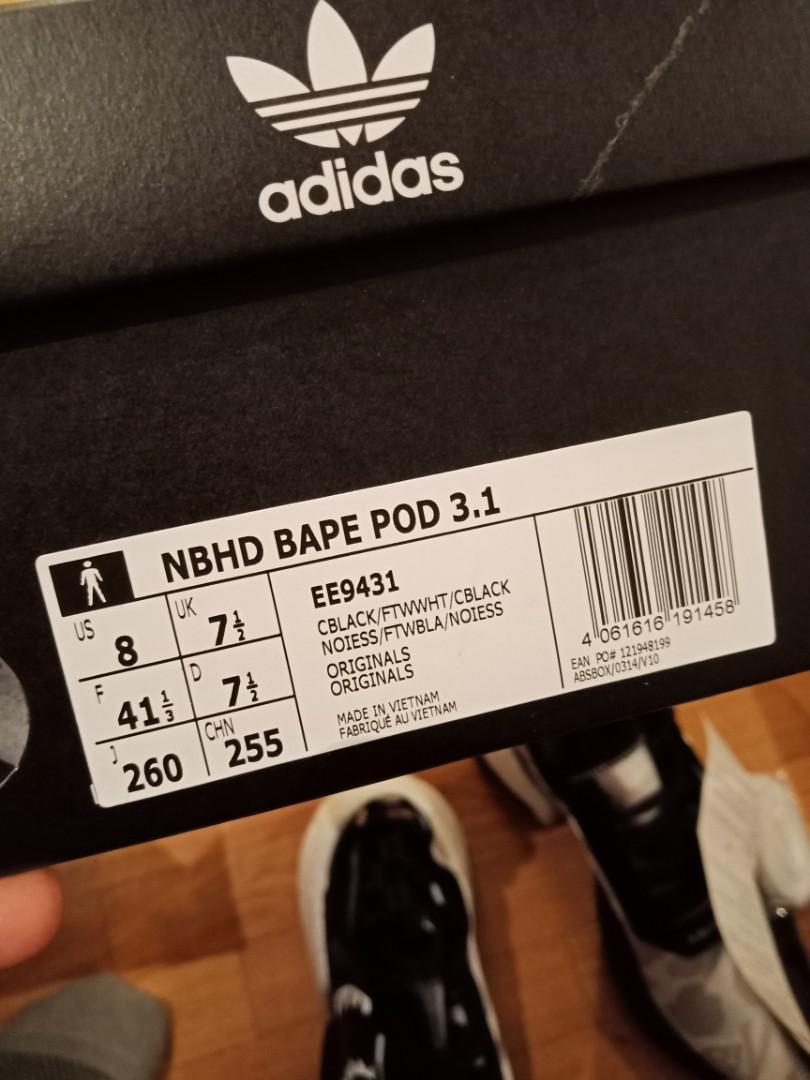 adidas
NBHD BAPE POD 3.1
US 8
UK 7½
F 41⅓
D 7½
J 260
CHN 255
EE9431
CBLACK/FTWWHT/CBLACK
NOIESS/FTWBLA/NOIESS
ORIGINALS
ORIGINALS
MADE IN VIETNAM
FABRIQUÉ AU VIETNAM
4 061616 191458
EAN PO# 121948199
ABSBOX/0314/V10